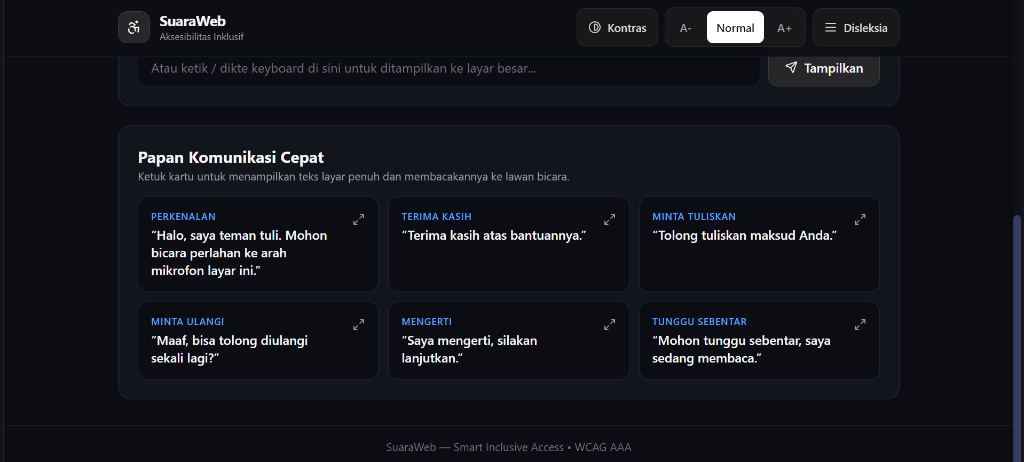 SuaraWeb
Aksesibilitas Inklusif
Kontras
A-
Normal
A+
Disleksia
Atau ketik / dikte keyboard di sini untuk ditampilkan ke layar besar...
Tampilkan
Papan Komunikasi Cepat
Ketuk kartu untuk menampilkan teks layar penuh dan membacakannya ke lawan bicara.
PERKENALAN
"Halo, saya teman tuli. Mohon
bicara perlahan ke arah
mikrofon layar ini."
TERIMA KASIH
"Terima kasih atas bantuannya."
MINTA TULISKAN
"Tolong tuliskan maksud Anda."
MINTA ULANGI
"Maaf, bisa tolong diulangi
sekali lagi?"
MENGERTI
"Saya mengerti, silakan
lanjutkan."
TUNGGU SEBENTAR
"Mohon tunggu sebentar, saya
sedang membaca."
SuaraWeb — Smart Inclusive Access • WCAG AAA